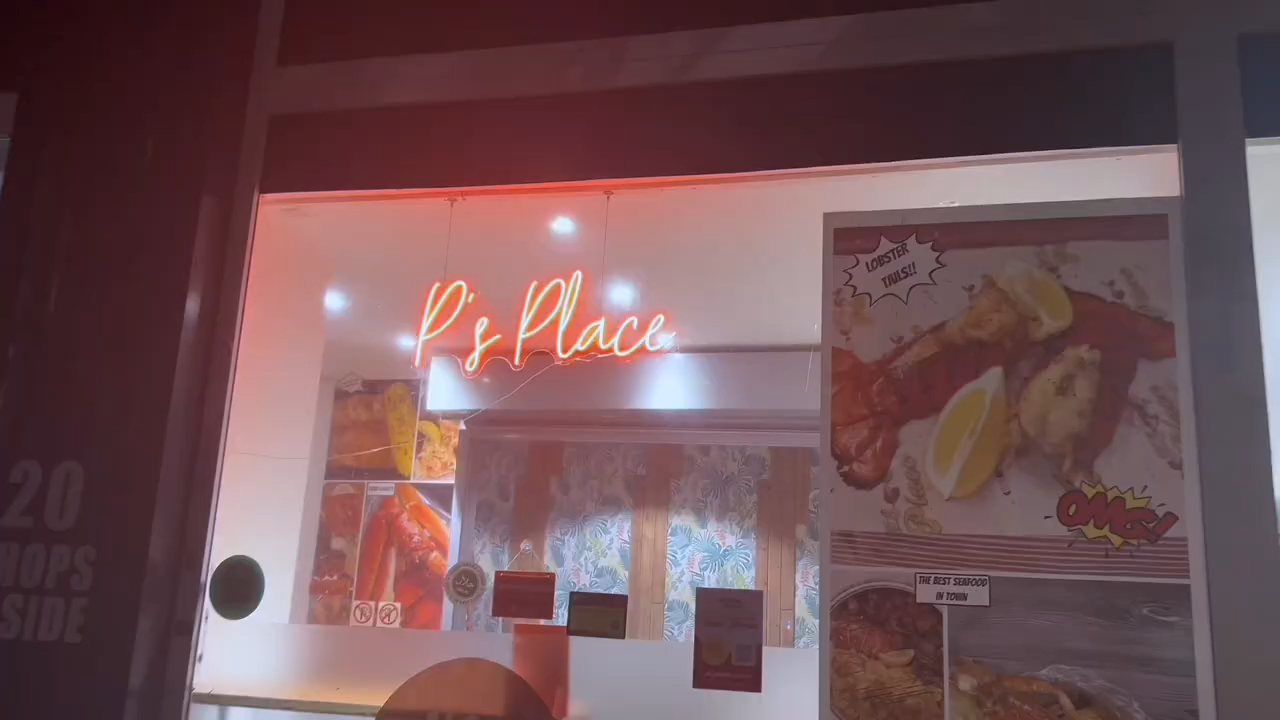 P's Place
LOBSTER
TAILS!!
OMG!
THE BEST SEAFOOD
IN TOWN
20
HOPS
SIDE